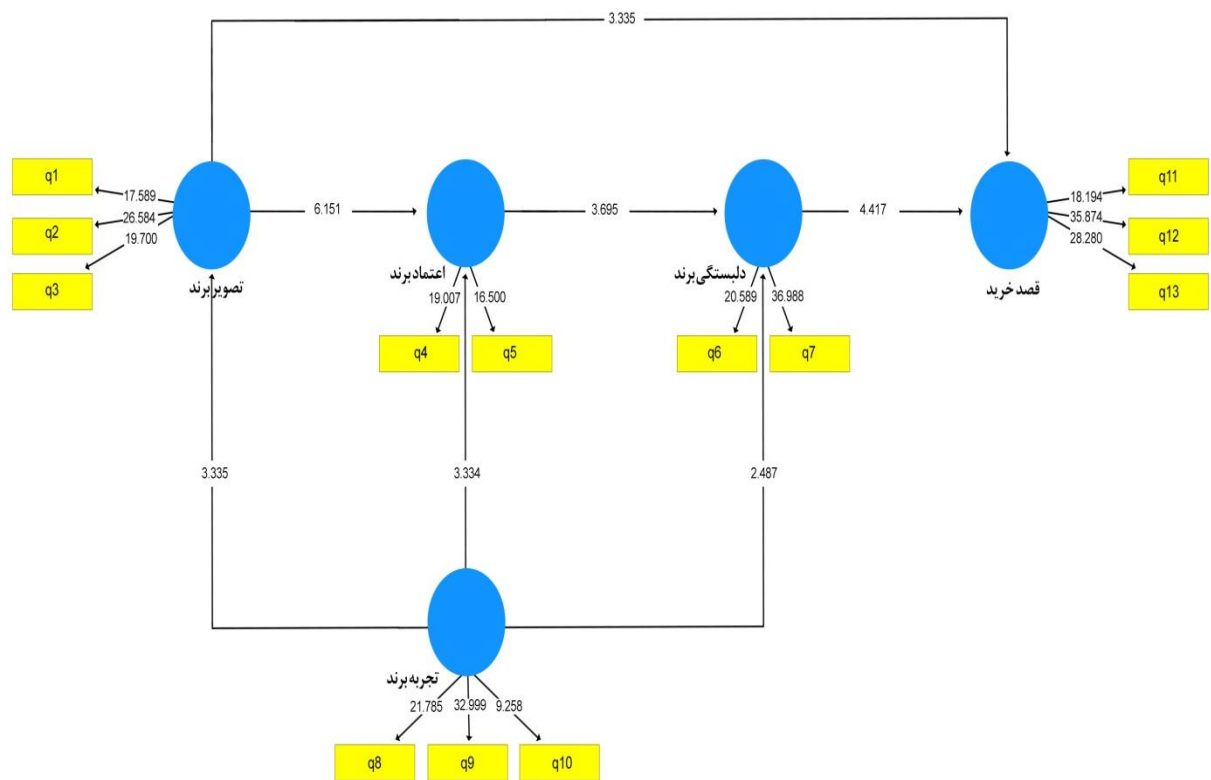 3.335
q1
q2
q3
17.589
26.584
19.700
6.151
3.695
4.417
18.194
35.874
28.280
q11
q12
q13
تصویر برند
اعتماد برند
دلبستگی برند
قصد خرید
19.007
16.500
20.589
36.988
q4
q5
q6
q7
3.335
3.334
2.487
تجربه برند
21.785
32.999
9.258
q8
q9
q10